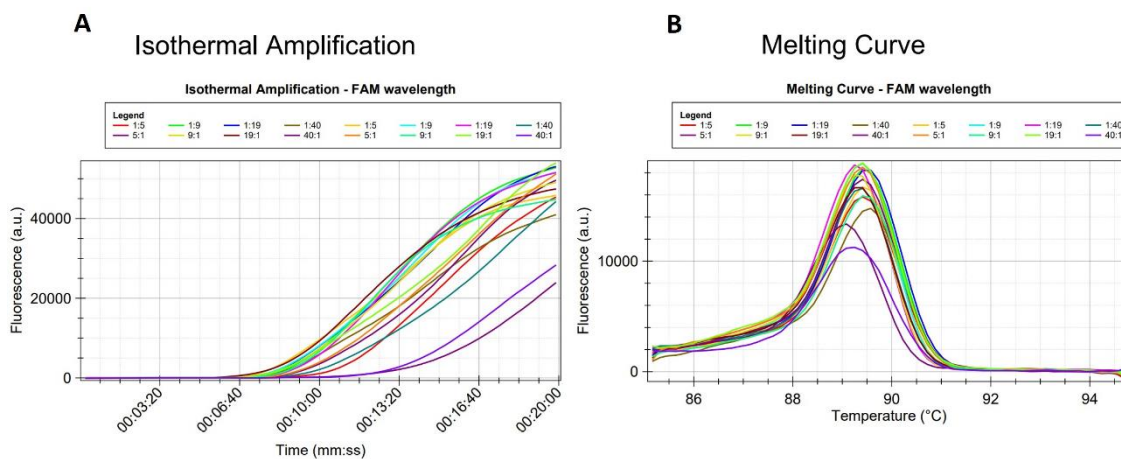 A
Isothermal Amplification
Isothermal Amplification - FAM wavelength
Legend
1:5 1:9 1:19 1:40 1:5 1:9 1:19 1:40
5:1 9:1 19:1 40:1 5:1 9:1 19:1 40:1
Fluorescence (a.u.)
40000
20000
0
00:03:20 00:06:40 00:10:00 00:13:20 00:16:40 00:20:00
Time (mm:ss)
B
Melting Curve
Melting Curve - FAM wavelength
Legend
1:5 1:9 1:19 1:40 1:5 1:9 1:19 1:40
5:1 9:1 19:1 40:1 5:1 9:1 19:1 40:1
Fluorescence (a.u.)
10000
0
86 88 90 92 94
Temperature (°C)